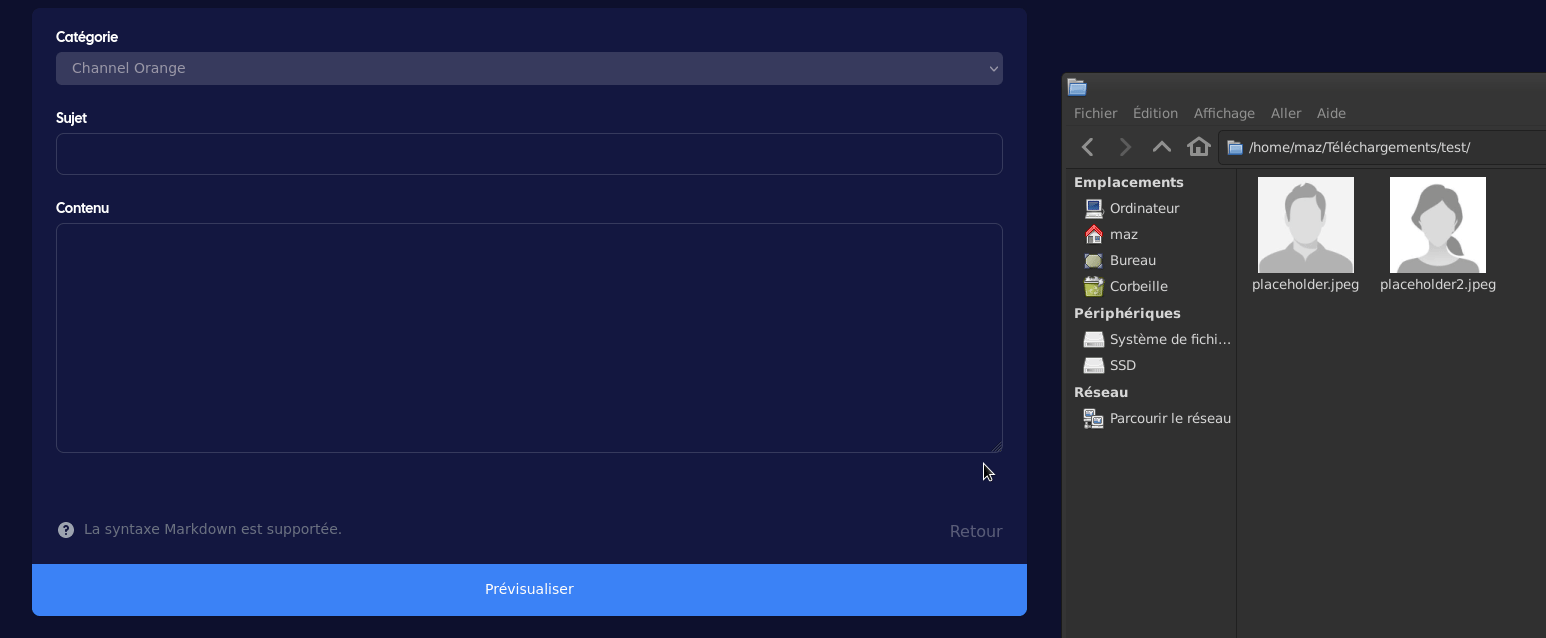 Catégorie
Channel Orange
Sujet
Contenu
? La syntaxe Markdown est supportée.
Retour
Prévisualiser
Fichier Édition Affichage Aller Aide
/home/maz/Téléchargements/test/
Emplacements
Ordinateur
maz
Bureau
Corbeille
Périphériques
Système de fichi...
SSD
Réseau
Parcourir le réseau
placeholder.jpeg placeholder2.jpeg